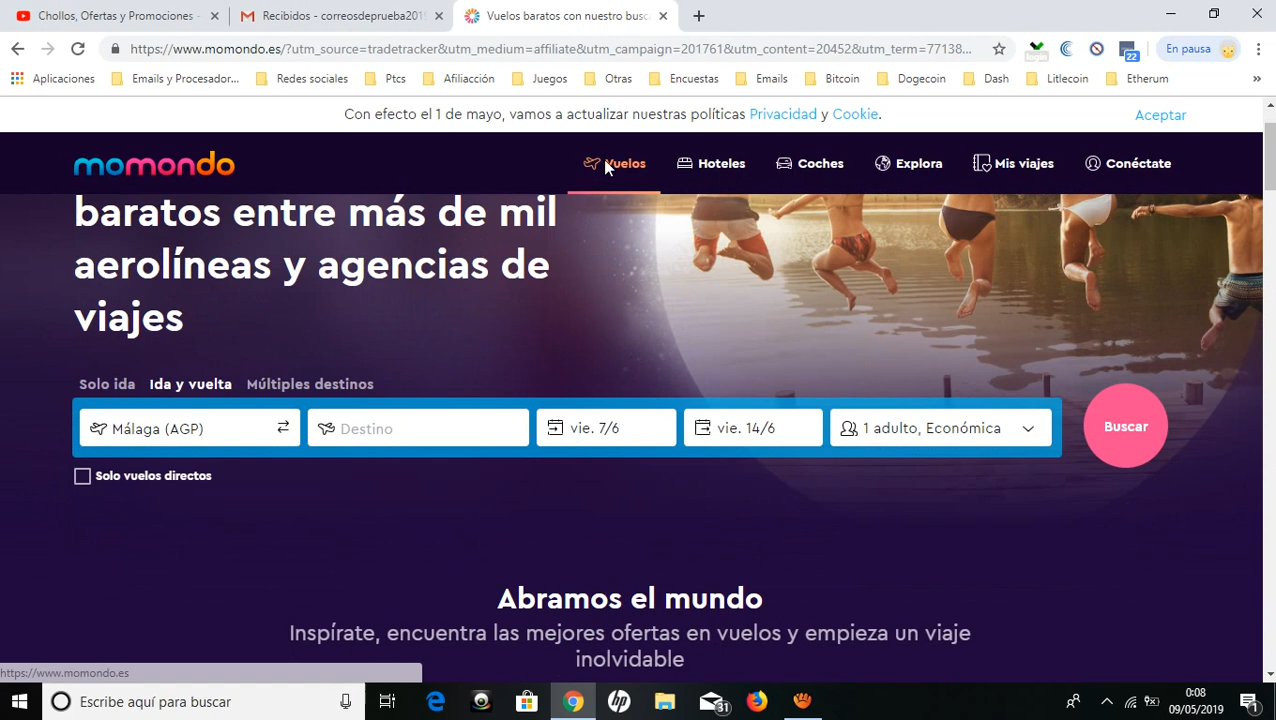 Chollos, Ofertas y Promociones -
Recibidos - correosdeprueba201
Vuelos baratos con nuestro busc
https://www.momondo.es/?utm_source=tradetracker&utm_medium=affiliate&utm_campaign=201761&utm_content=20452&utm_term=77138...
22
En pausa
Aplicaciones
Emails y Procesador...
Redes sociales
Ptcs
Afiliacción
Juegos
Otras
Encuestas
Emails
Bitcoin
Dogecoin
Dash
Litlecoin
Etherum
»
Con efecto el 1 de mayo, vamos a actualizar nuestras políticas Privacidad y Cookie.
Aceptar
momondo
Vuelos
Hoteles
Coches
Explora
Mis viajes
Conéctate
baratos entre más de mil
aerolíneas y agencias de
viajes
Solo ida
Ida y vuelta
Múltiples destinos
Málaga (AGP)
Destino
vie. 7/6
vie. 14/6
1 adulto, Económica
Buscar
Solo vuelos directos
Abramos el mundo
Inspírate, encuentra las mejores ofertas en vuelos y empieza un viaje
inolvidable
https://www.momondo.es
Escribe aquí para buscar
hp
31
0:08
09/05/2019
1